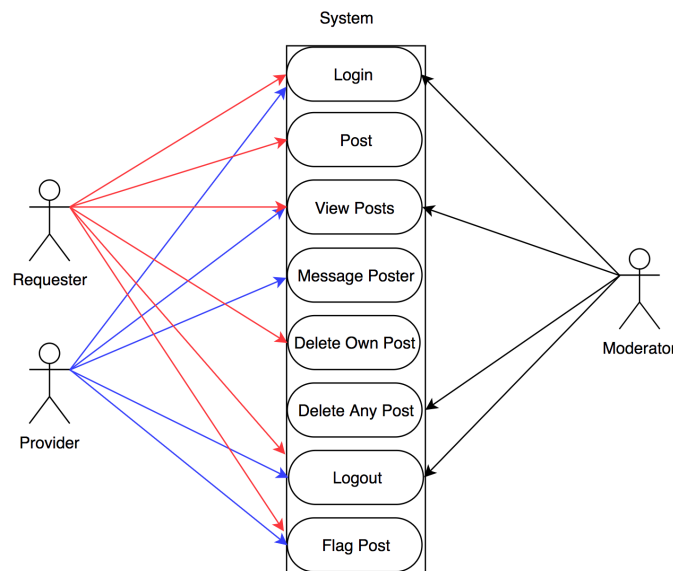 System
Login
Post
View Posts
Message Poster
Delete Own Post
Delete Any Post
Logout
Flag Post
Requester
Provider
Moderator